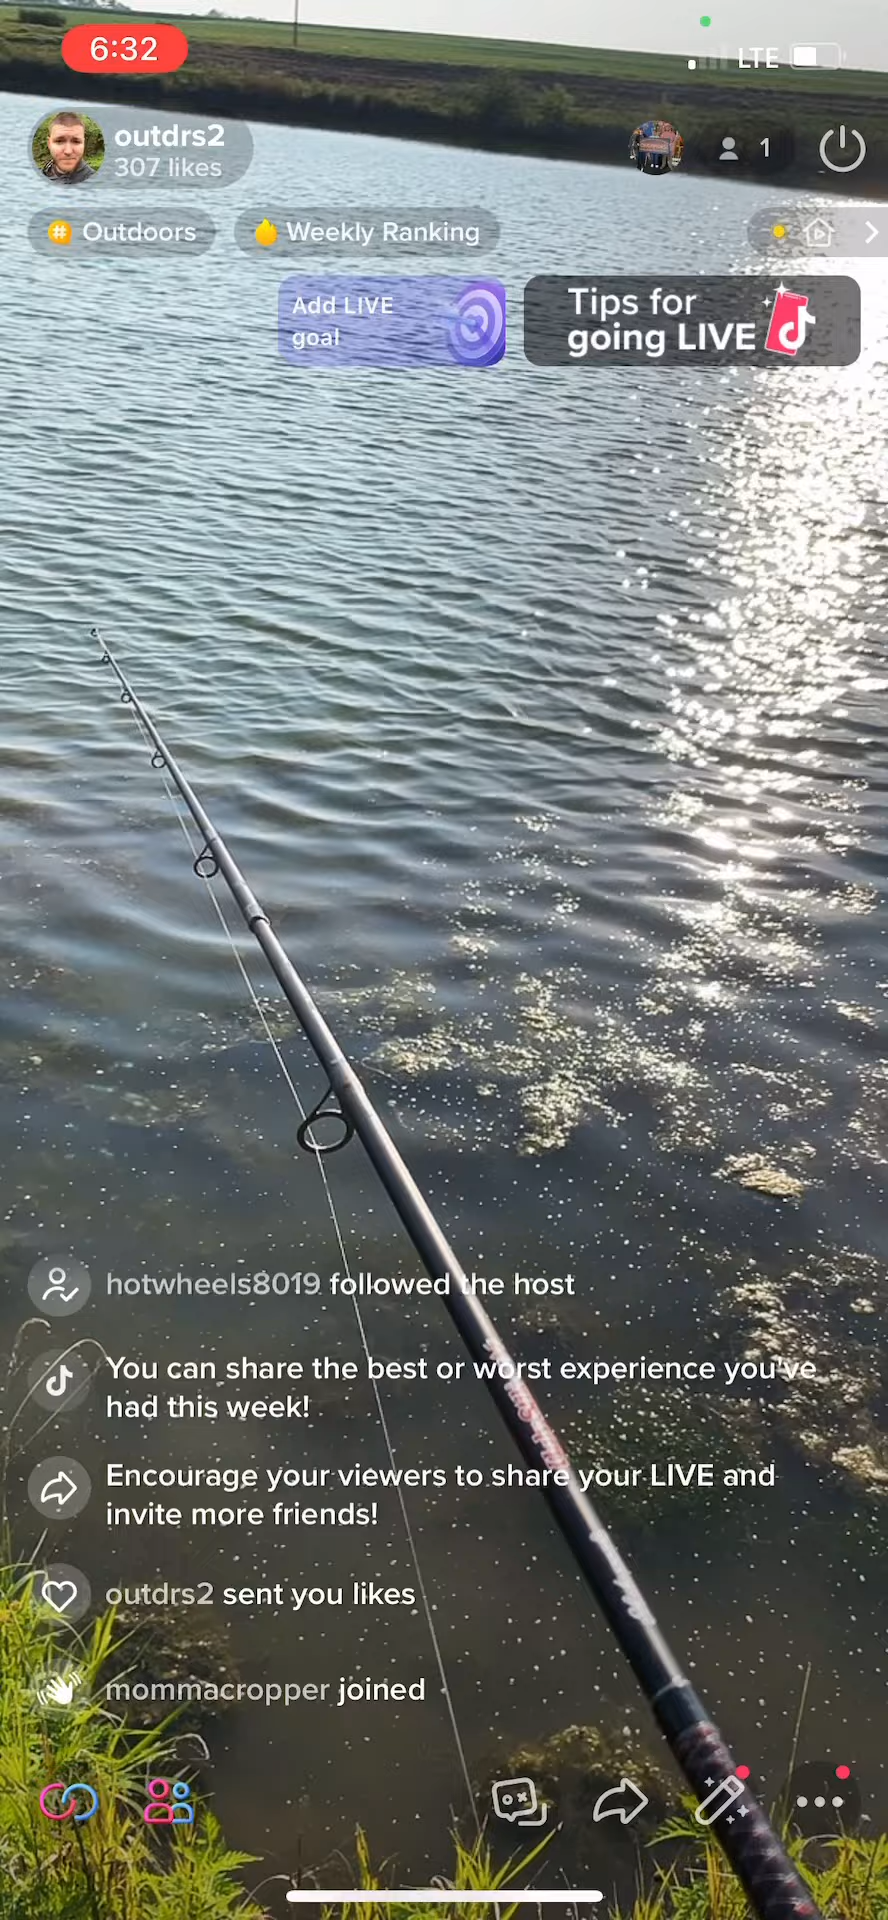 6:32
LTE
outdrs2
307 likes
1
# Outdoors
Weekly Ranking
Add LIVE
goal
Tips for
going LIVE
hotwheels8019 followed the host
You can share the best or worst experience you've
had this week!
Encourage your viewers to share your LIVE and
invite more friends!
outdrs2 sent you likes
mommacropper joined